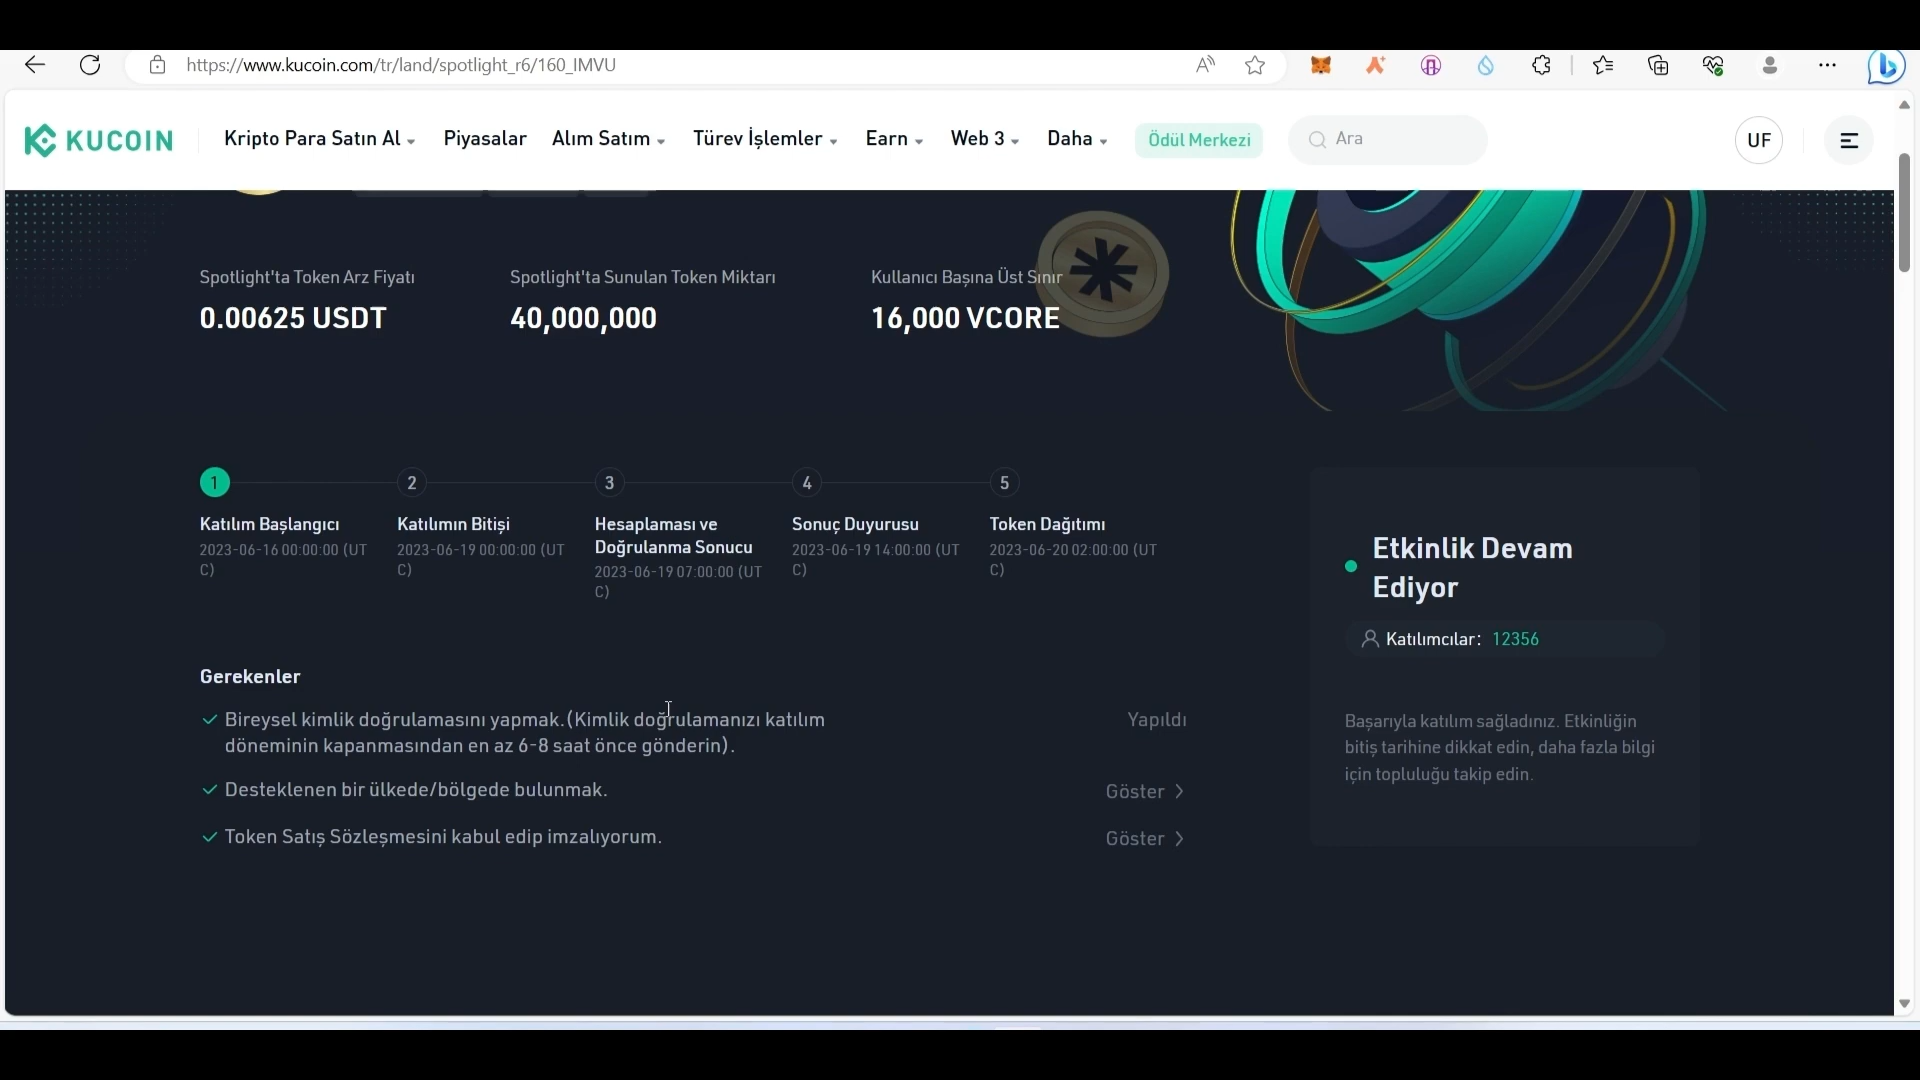 https://www.kucoin.com/tr/land/spotlight_r6/160_IMVU
KUCOIN
Kripto Para Satın Al
Piyasalar
Alım Satım
Türev İşlemler
Earn
Web 3
Daha
Ödül Merkezi
Ara
UF
Spotlight'ta Token Arz Fiyatı
0.00625 USDT
Spotlight'ta Sunulan Token Miktarı
40,000,000
Kullanıcı Başına Üst Sınır
16,000 VCORE
1
Katılım Başlangıcı
2023-06-16 00:00:00 (UT
C)
2
Katılımın Bitişi
2023-06-19 00:00:00 (UT
C)
3
Hesaplaması ve
Doğrulanma Sonucu
2023-06-19 07:00:00 (UT
C)
4
Sonuç Duyurusu
2023-06-19 14:00:00 (UT
C)
5
Token Dağıtımı
2023-06-20 02:00:00 (UT
C)
Etkinlik Devam
Ediyor
Katılımcılar: 12356
Başarıyla katılım sağladınız. Etkinliğin
bitiş tarihine dikkat edin, daha fazla bilgi
için topluluğu takip edin.
Gerekenler
Bireysel kimlik doğrulamasını yapmak.(Kimlik doğrulamanızı katılım
döneminin kapanmasından en az 6-8 saat önce gönderin).
Yapıldı
Desteklenen bir ülkede/bölgede bulunmak.
Göster
Token Satış Sözleşmesini kabul edip imzalıyorum.
Göster